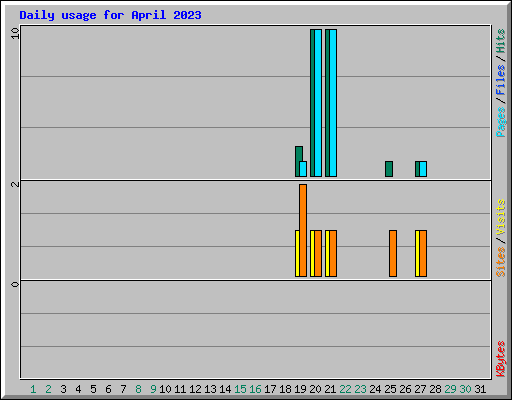 Daily usage for April 2023
10
2
0
Pages / Files / Hits
Sites / Visits
KBytes
1 2 3 4 5 6 7 8 9 10 11 12 13 14 15 16 17 18 19 20 21 22 23 24 25 26 27 28 29 30 31